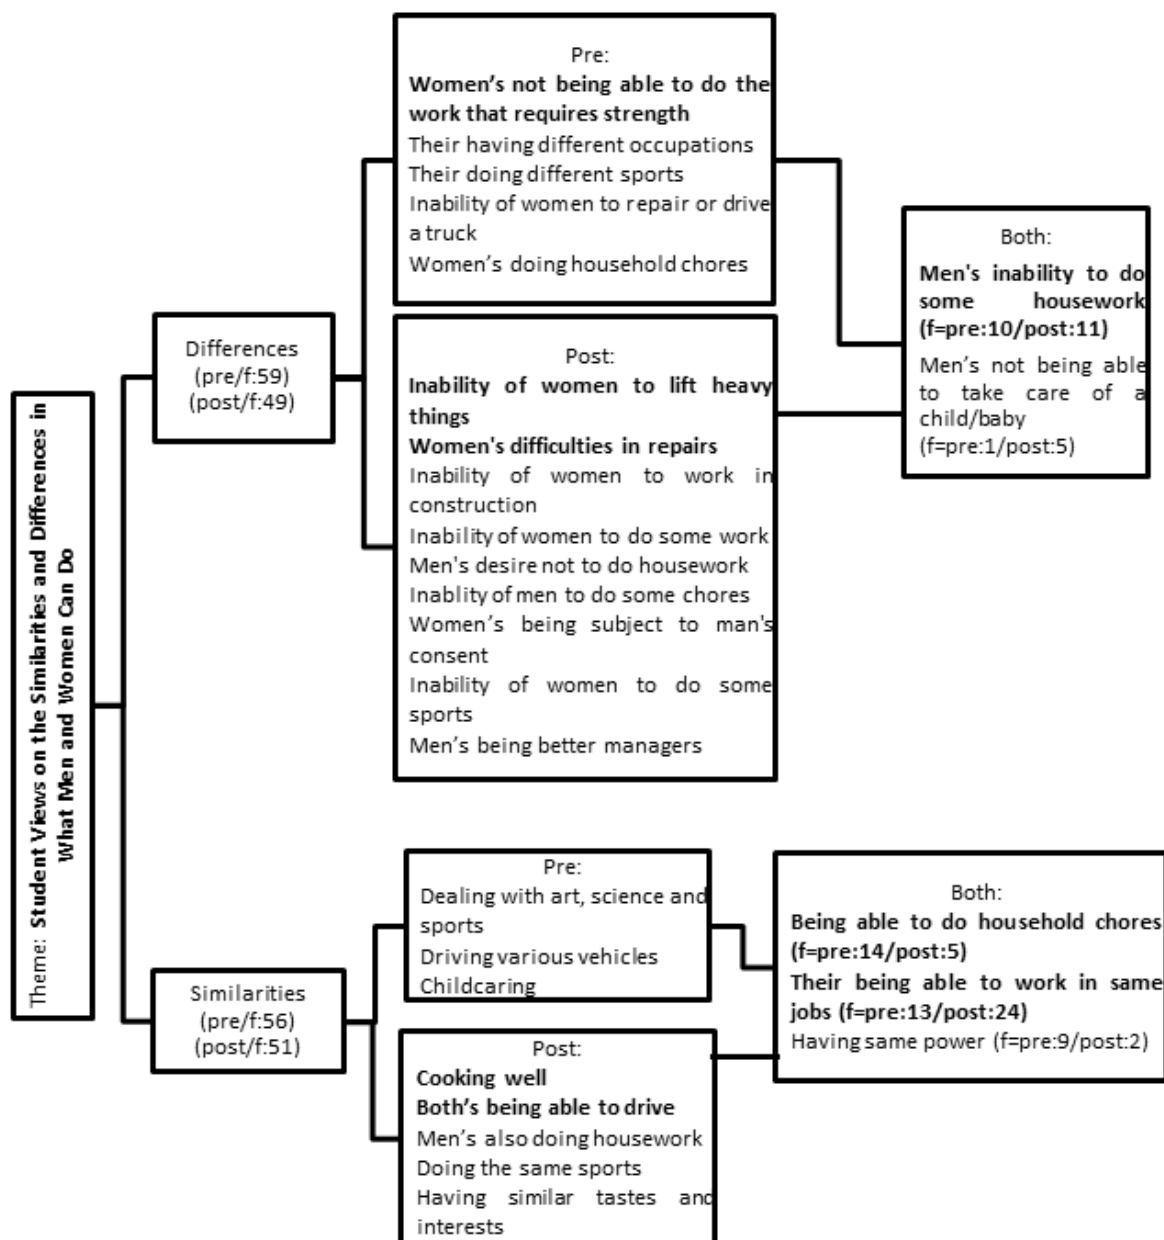 Theme: Student Views on the Similarities and Differences in
What Men and Women Can Do
Differences
(pre/f:59)
(post/f:49)
Pre:
Women’s not being able to do the
work that requires strength
Their having different occupations
Their doing different sports
Inability of women to repair or drive
a truck
Women’s doing household chores
Post:
Inability of women to lift heavy
things
Women's difficulties in repairs
Inability of women to work in
construction
Inability of women to do some work
Men's desire not to do housework
Inablity of men to do some chores
Women’s being subject to man's
consent
Inability of women to do some
sports
Men’s being better managers
Both:
Men's inability to do
some housework
(f=pre:10/post:11)
Men’s not being able
to take care of a
child/baby
(f=pre:1/post:5)
Similarities
(pre/f:56)
(post/f:51)
Pre:
Dealing with art, science and
sports
Driving various vehicles
Childcaring
Post:
Cooking well
Both’s being able to drive
Men’s also doing housework
Doing the same sports
Having similar tastes and
interests
Both:
Being able to do household chores
(f=pre:14/post:5)
Their being able to work in same
jobs (f=pre:13/post:24)
Having same power (f=pre:9/post:2)